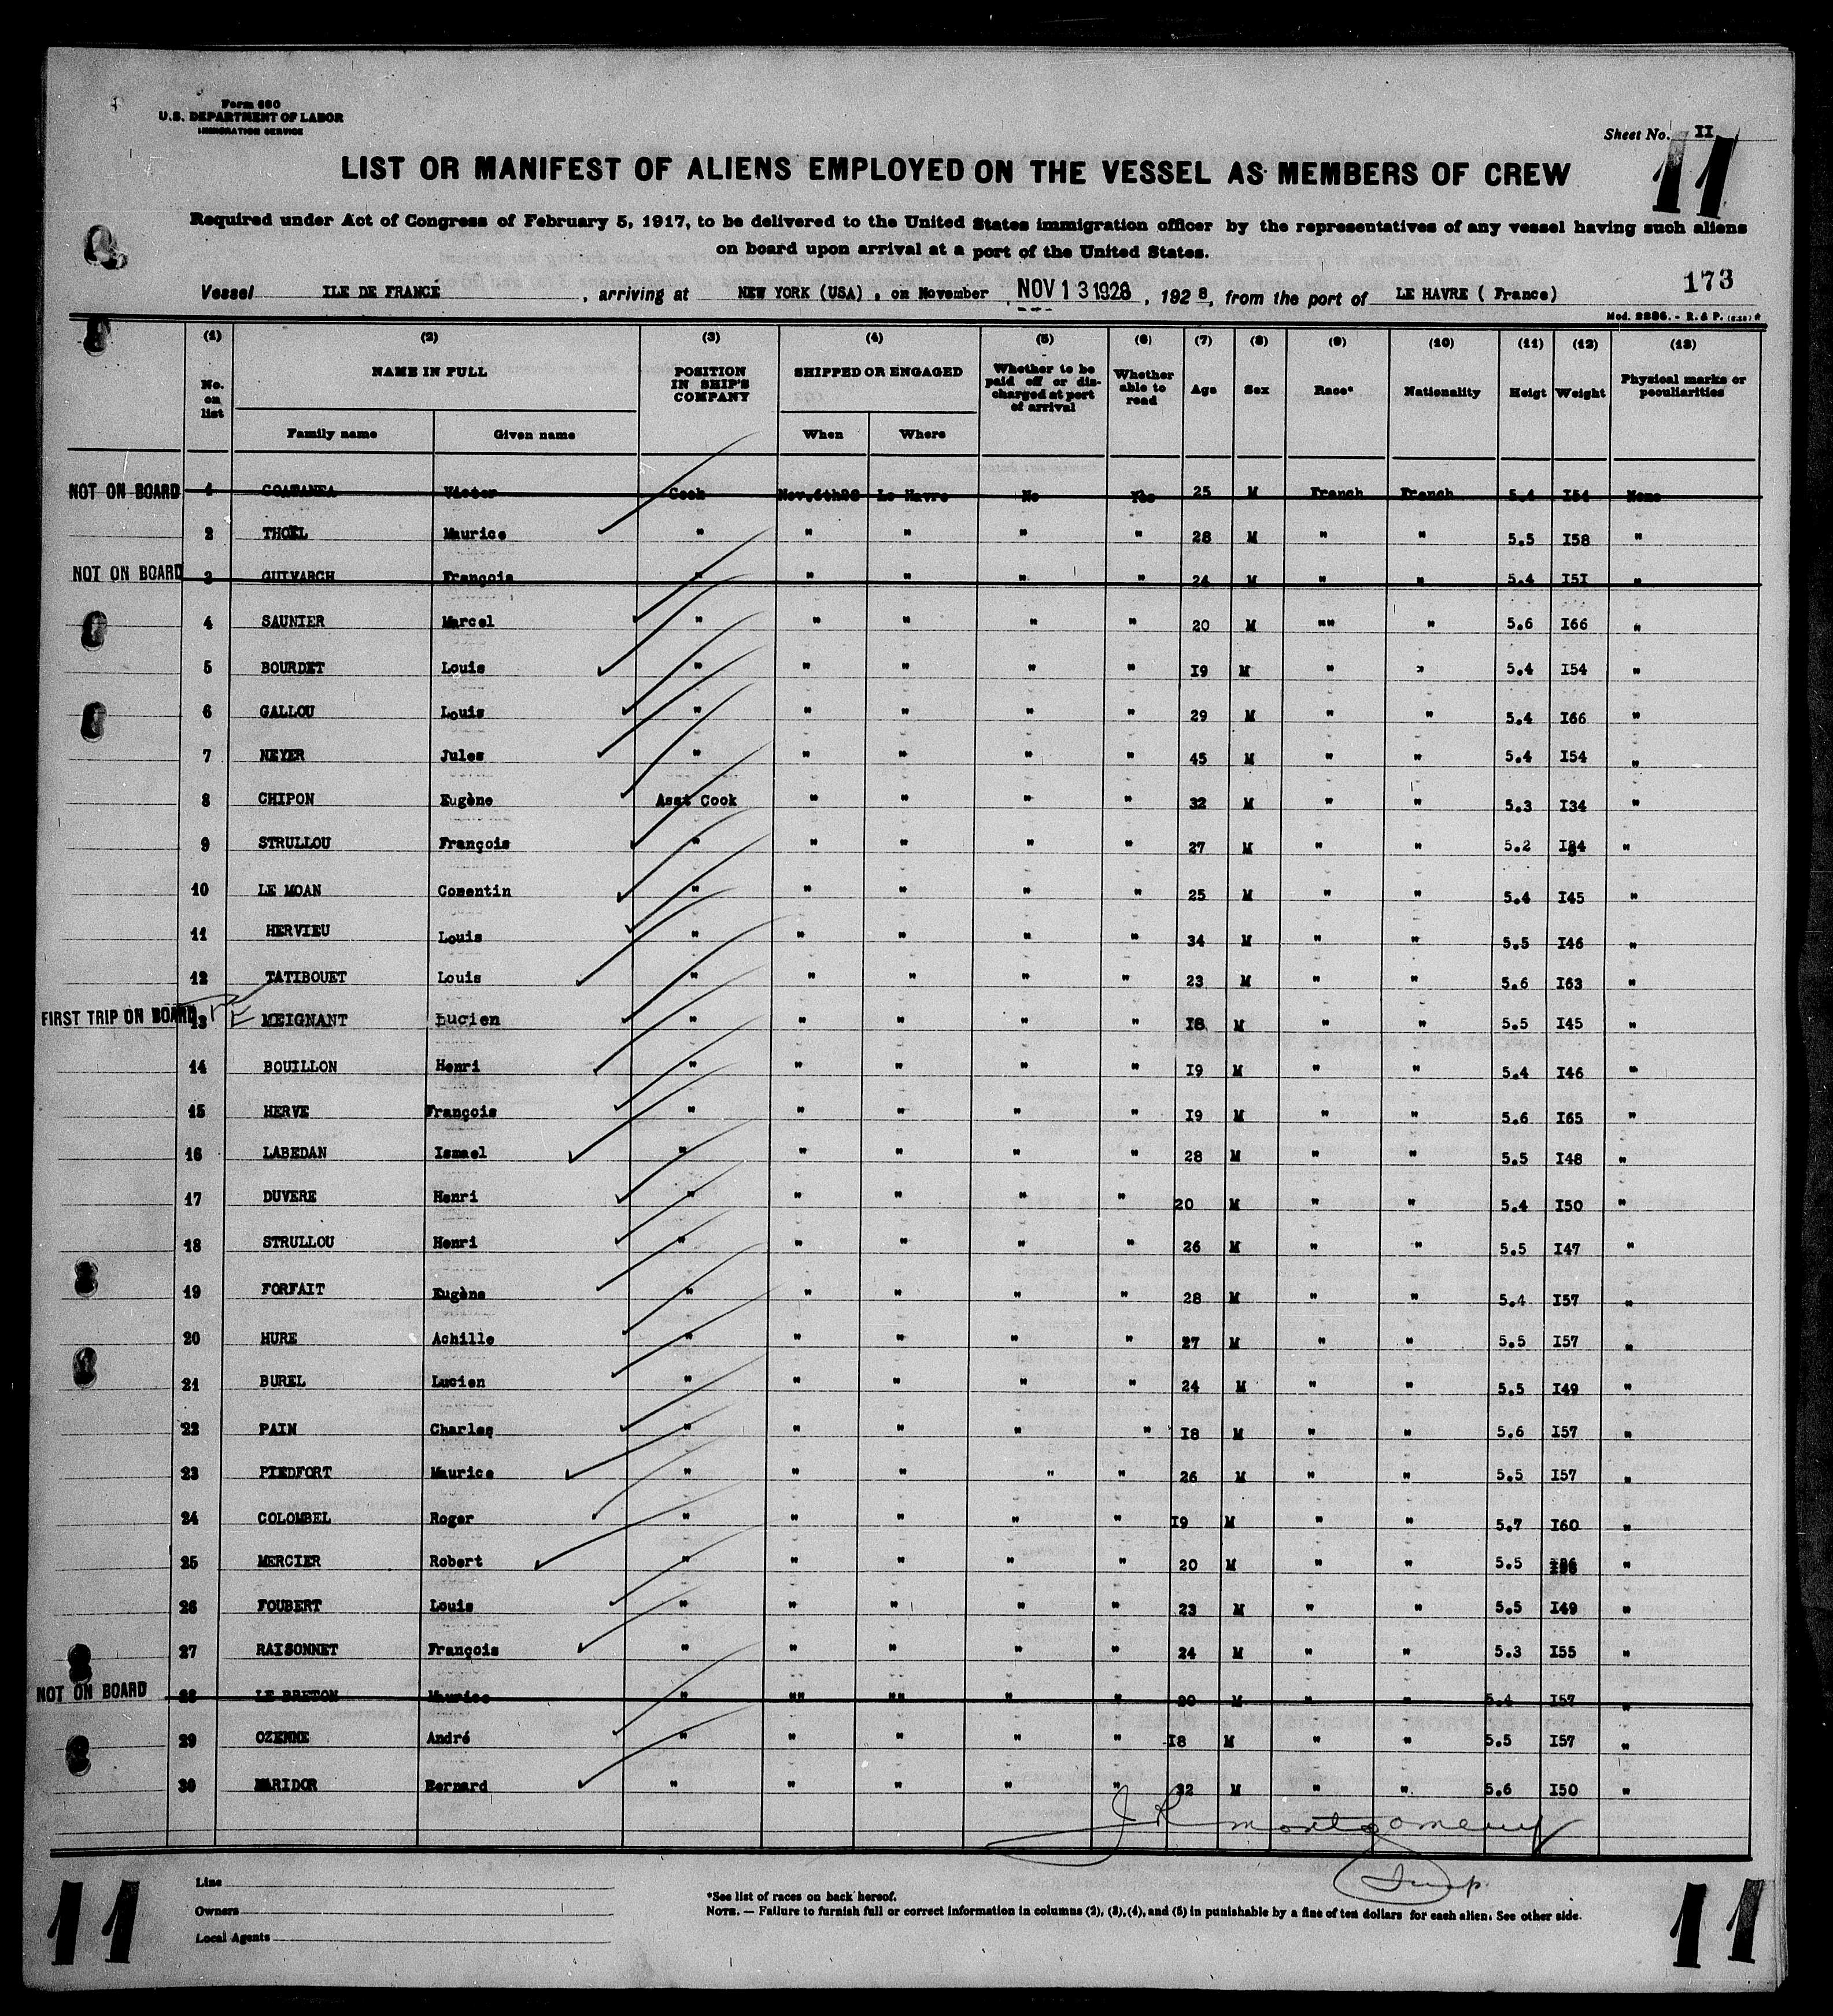 Form 680
U.S. DEPARTMENT OF LABOR
IMMIGRATION SERVICE
Sheet No. II
11
LIST OR MANIFEST OF ALIENS EMPLOYED ON THE VESSEL AS MEMBERS OF CREW
Required under Act of Congress of February 5, 1917, to be delivered to the United States immigration officer by the representatives of any vessel having such aliens
on board upon arrival at a port of the United States.
173
Vessel ILE DE FRANCE, arriving at NEW YORK (USA), on November NOV 13 1928, 1928, from the port of LE HAVRE ( France)
Mod. 2286. - R. & P.
(1) (2) (3) (4) (5) (6) (7) (8) (9) (10) (11) (12) (13)
No. on list NAME IN FULL POSITION IN SHIP'S COMPANY SHIPPED OR ENGAGED Whether to be paid off or discharged at port of arrival Whether able to read Age Sex Race* Nationality Heigt Weight Physical marks or peculiarities
Family name Given name When Where
NOT ON BOARD 1 COATANEA Victor Cook Nov.6th28 Le Havre No Yes 25 M French French 5.4 I54 None
2 THOËL Maurice " " " " " 28 M " " 5.5 I58 "
NOT ON BOARD 3 GUIVARCH François " " " " " 24 M " " 5.4 I5I "
4 SAUNIER Marcel " " " " " 20 M "" " 5.6 I66 "
5 BOURDET Louis " " " " " I9 M " " 5.4 I54 "
6 GALLOU Louis " " " " " 29 M " " 5.4 I66 "
7 NEYER Jules " " " " " 45 M " " 5.4 I54 "
8 CHIPON Eugène Asst Cook " " " " 32 M " " 5.3 I34 "
9 STRULLOU François " " " " " 27 M " " 5.2 "
10 LE MOAN Corentin " " " " " 25 M " " 5.4 I45 "
11 HERVIEU Louis " " " " " 34 M " " 5.5 I46 "
12 TATIBOUET Louis " " " " " 23 M " " 5.6 I63 "
FIRST TRIP ON BOARD 13 MEIGNANT Lucien " " " " " I8 M " " 5.5 I45 "
14 BOUILLON Henri " " " " " I9 M " " 5.4 I46 "
15 HERVE François " " " " " I9 M " " 5.6 I65 "
16 LABEDAN Ismael " " " " " 28 M " " 5.5 I48 "
17 DUVERE Henri " " " " " 20 M " " 5.4 I50 "
18 STRULLOU Henri " " " " " 26 M " " 5.5 I47 "
19 FORFAIT Eugène " " " " " 28 M " " 5.4 I57 "
20 HURE Achille " " " " " 27 M " " 5.5 I57 "
21 BUREL Lucien " " " " " 24 M " " 5.5 I49 "
22 PAIN Charles " " " " " I8 M " " 5.6 I57 "
23 PIEDFORT Maurice " " " " " 26 M " " 5.5 I57 "
24 COLOMBEL Roger " " " " " I9 M " " 5.7 I60 "
25 MERCIER Robert " " " " " 20 M " " 5.5 "
26 FOUBERT Louis " " " " " 23 M " " 5.5 I49 "
27 RAISONNET François " " " " " 24 M " " 5.3 I55 "
NOT ON BOARD 28 LE BRETON Maurice " "" "" " " 20 M " " 5.4 I57 "
29 OZENNE André " " " " " I8 M " " 5.5 I57 "
30 MARIDOR Bernard " " " " " 32 M " " 5.6 I50 "
J R Montgomery
Insp.
Line
Owners
Local Agents
*See list of races on back hereof.
NOTE. — Failure to furnish full or correct information in columns (2), (3), (4), and (5) in punishable by a fine of ten dollars for each alien. See other side.
11
11